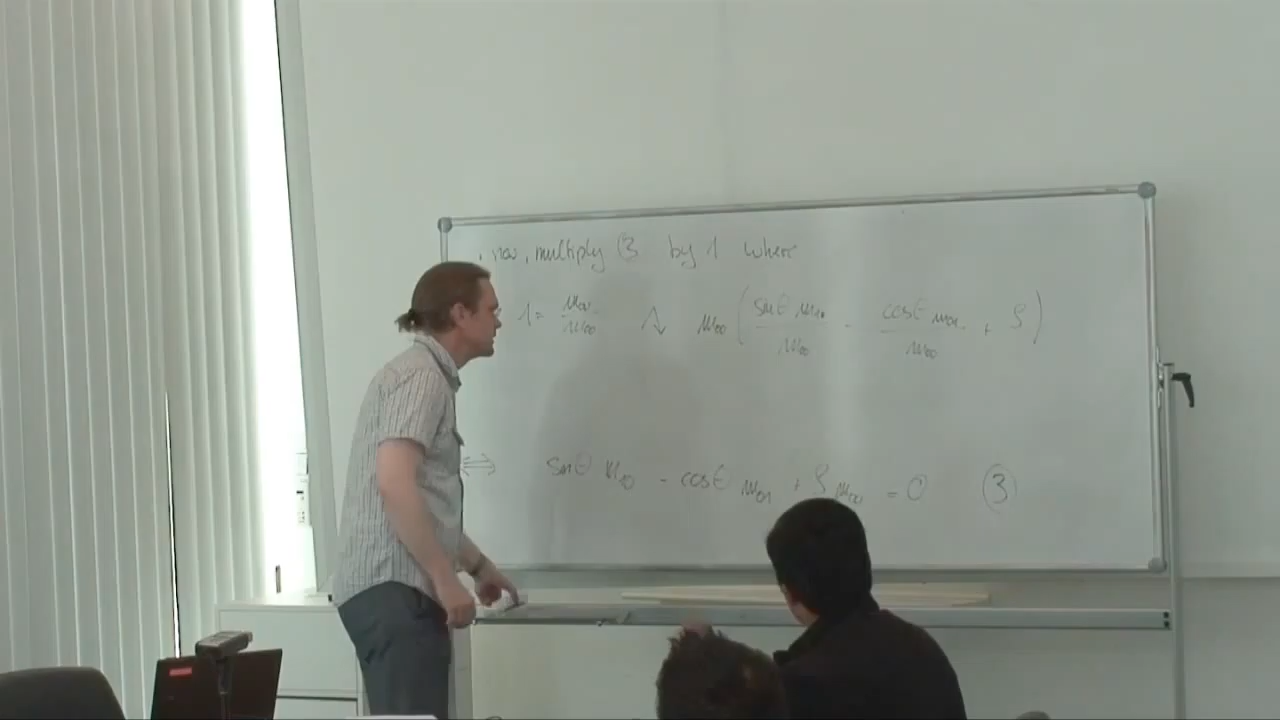 now, multiply (3 by 1 where
1 = m₀₀ / m₀₀ m₀₀ ( sinθ m₁₀ / m₀₀ - cosθ m₀₁ / m₀₀ + ρ )
⇔ sinθ m₁₀ - cosθ m₀₁ + ρ m₀₀ = 0 (3)